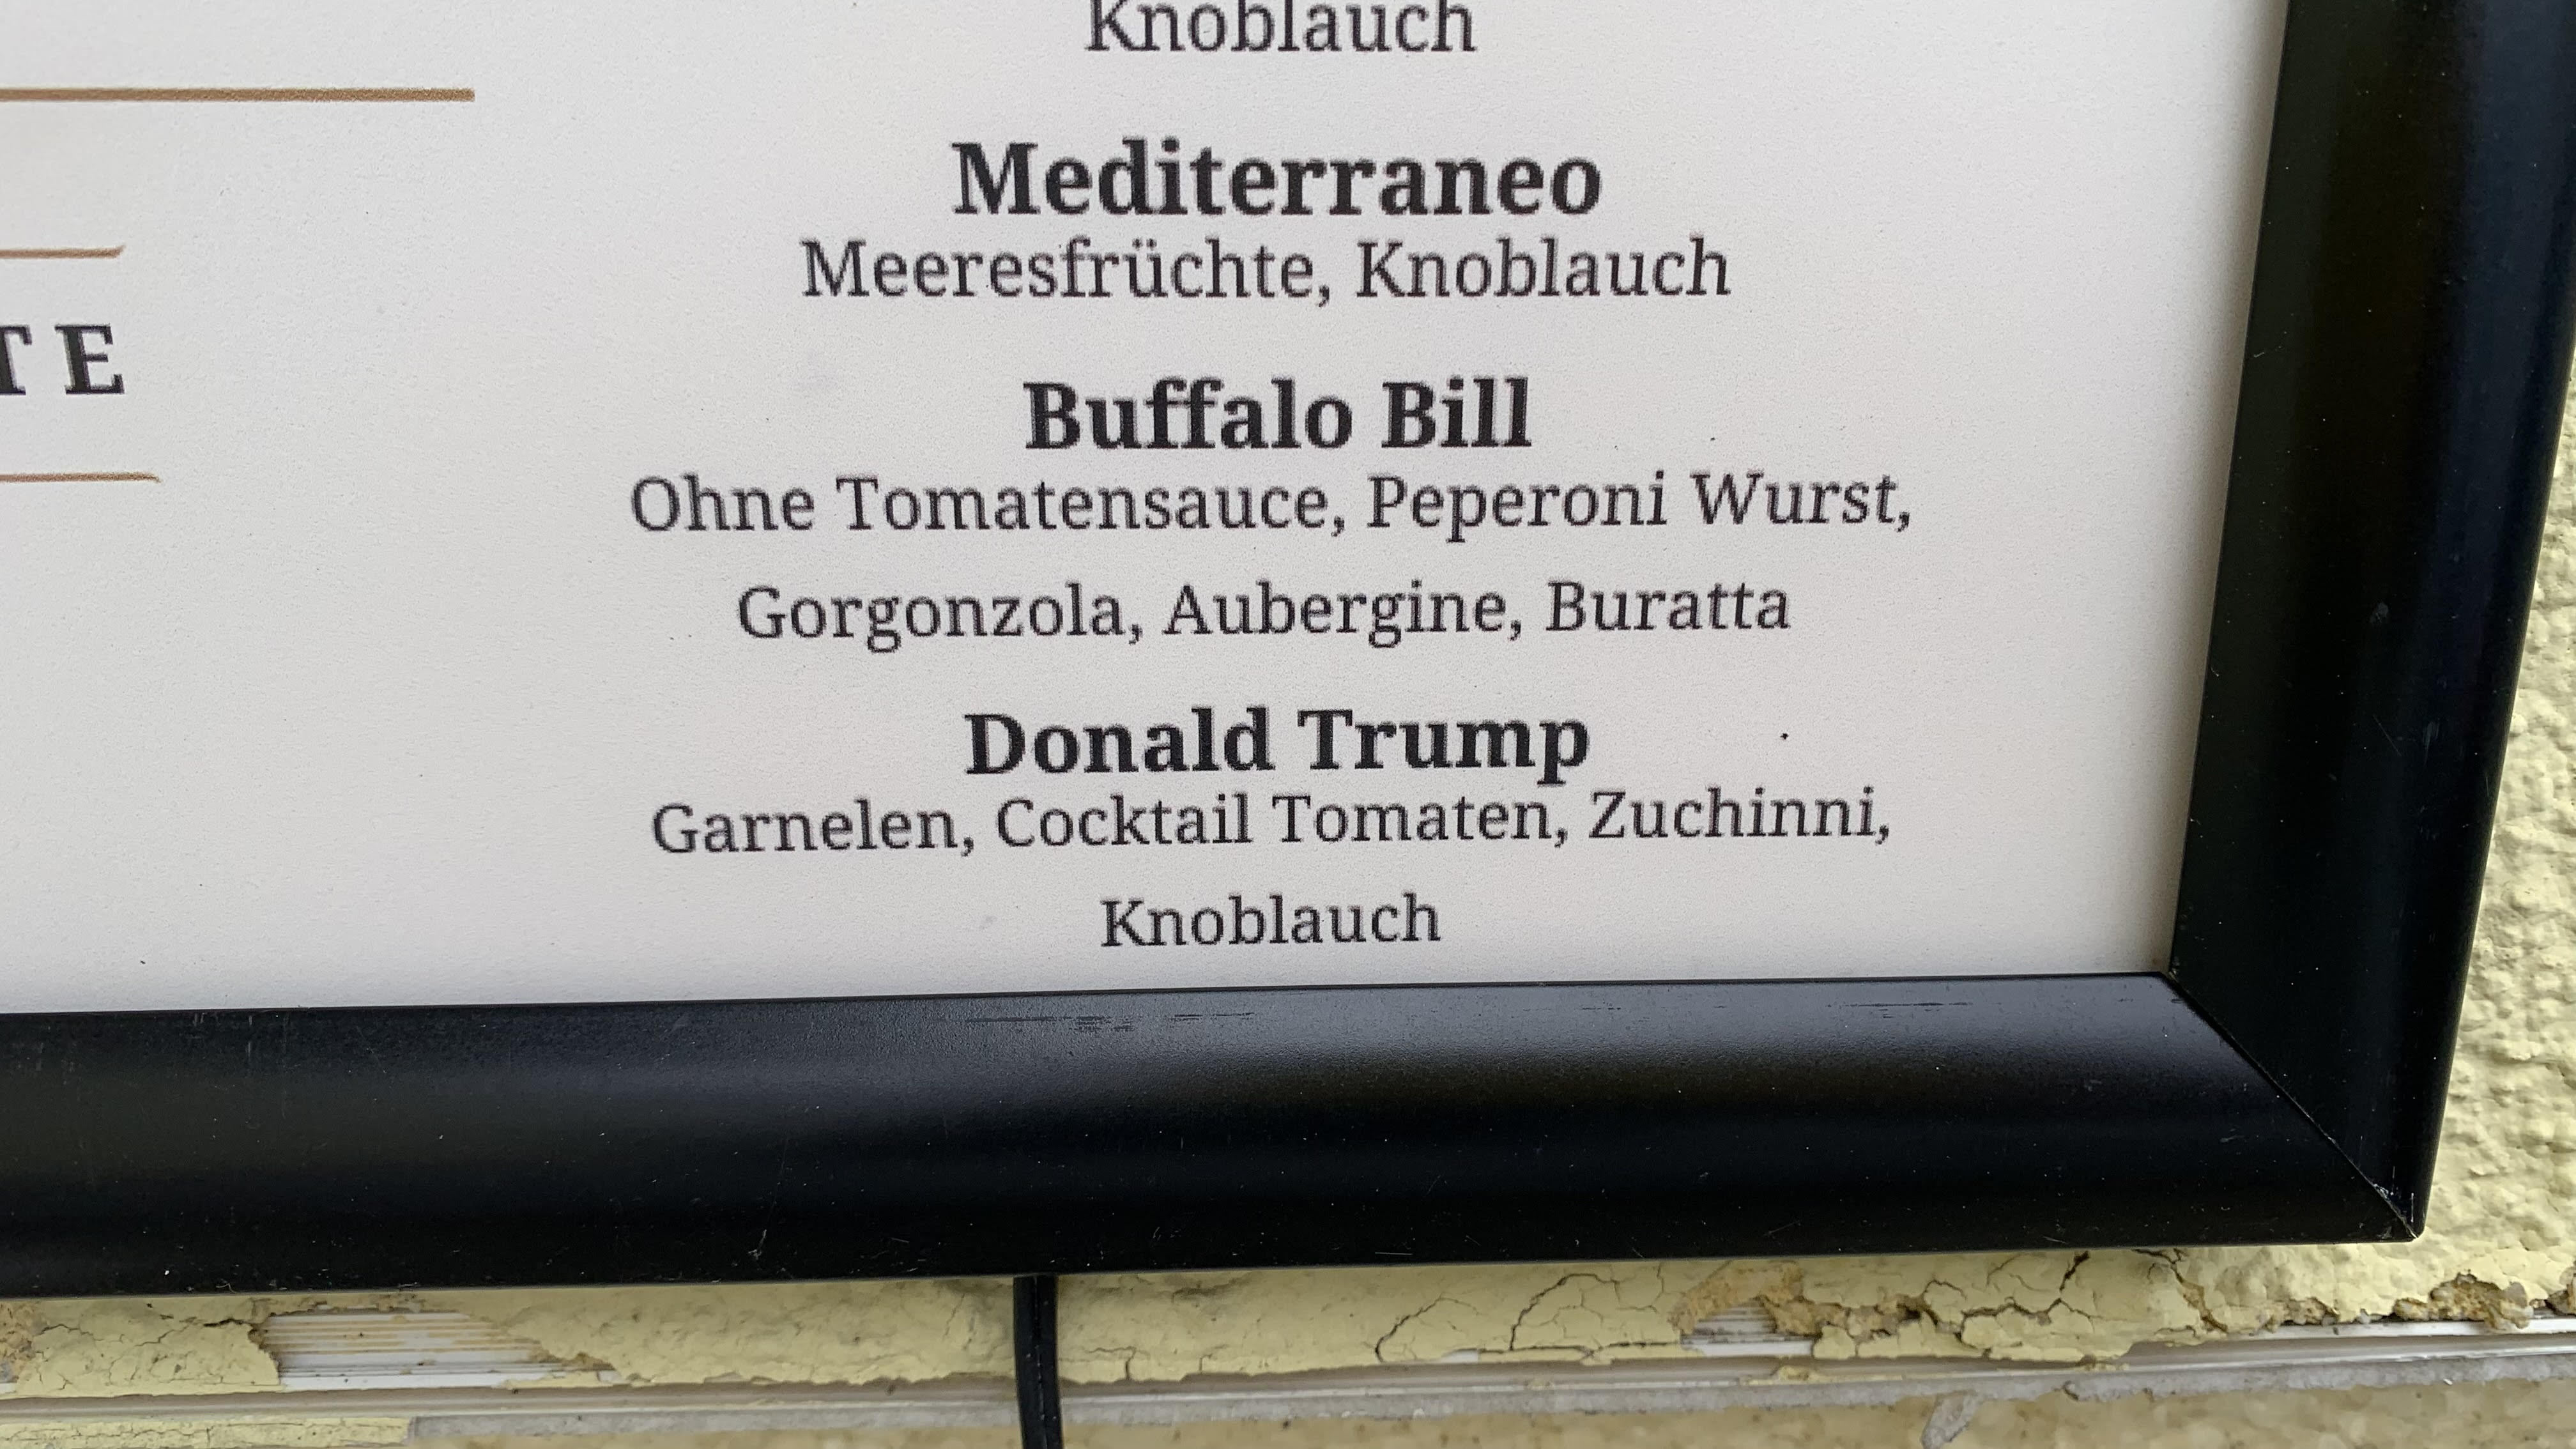 Knoblauch
Mediterraneo
Meeresfrüchte, Knoblauch
TE
Buffalo Bill
Ohne Tomatensauce, Peperoni Wurst,
Gorgonzola, Aubergine, Buratta
Donald Trump
Garnelen, Cocktail Tomaten, Zuchinni,
Knoblauch